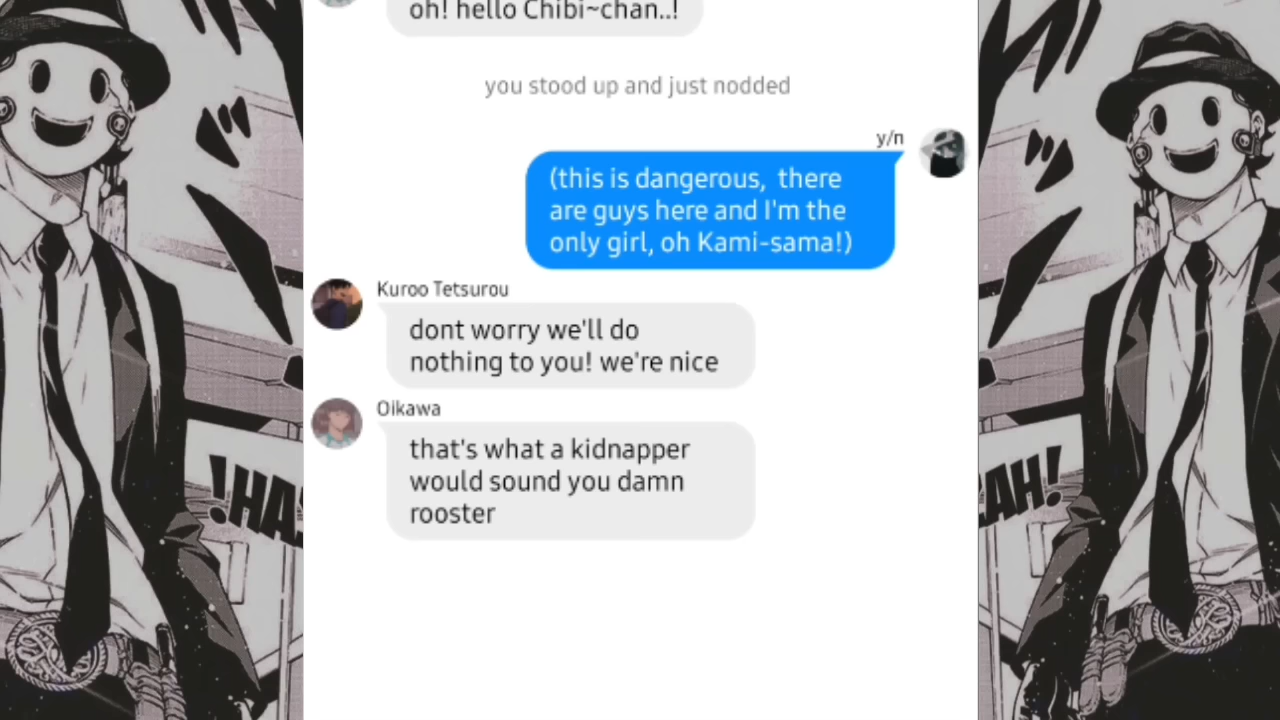 oh! hello Chibi~chan..!
you stood up and just nodded
y/n
(this is dangerous,  there
are guys here and I'm the
only girl, oh Kami-sama!)
Kuroo Tetsurou
dont worry we'll do
nothing to you! we're nice
Oikawa
that's what a kidnapper
would sound you damn
rooster
!HA
AH!